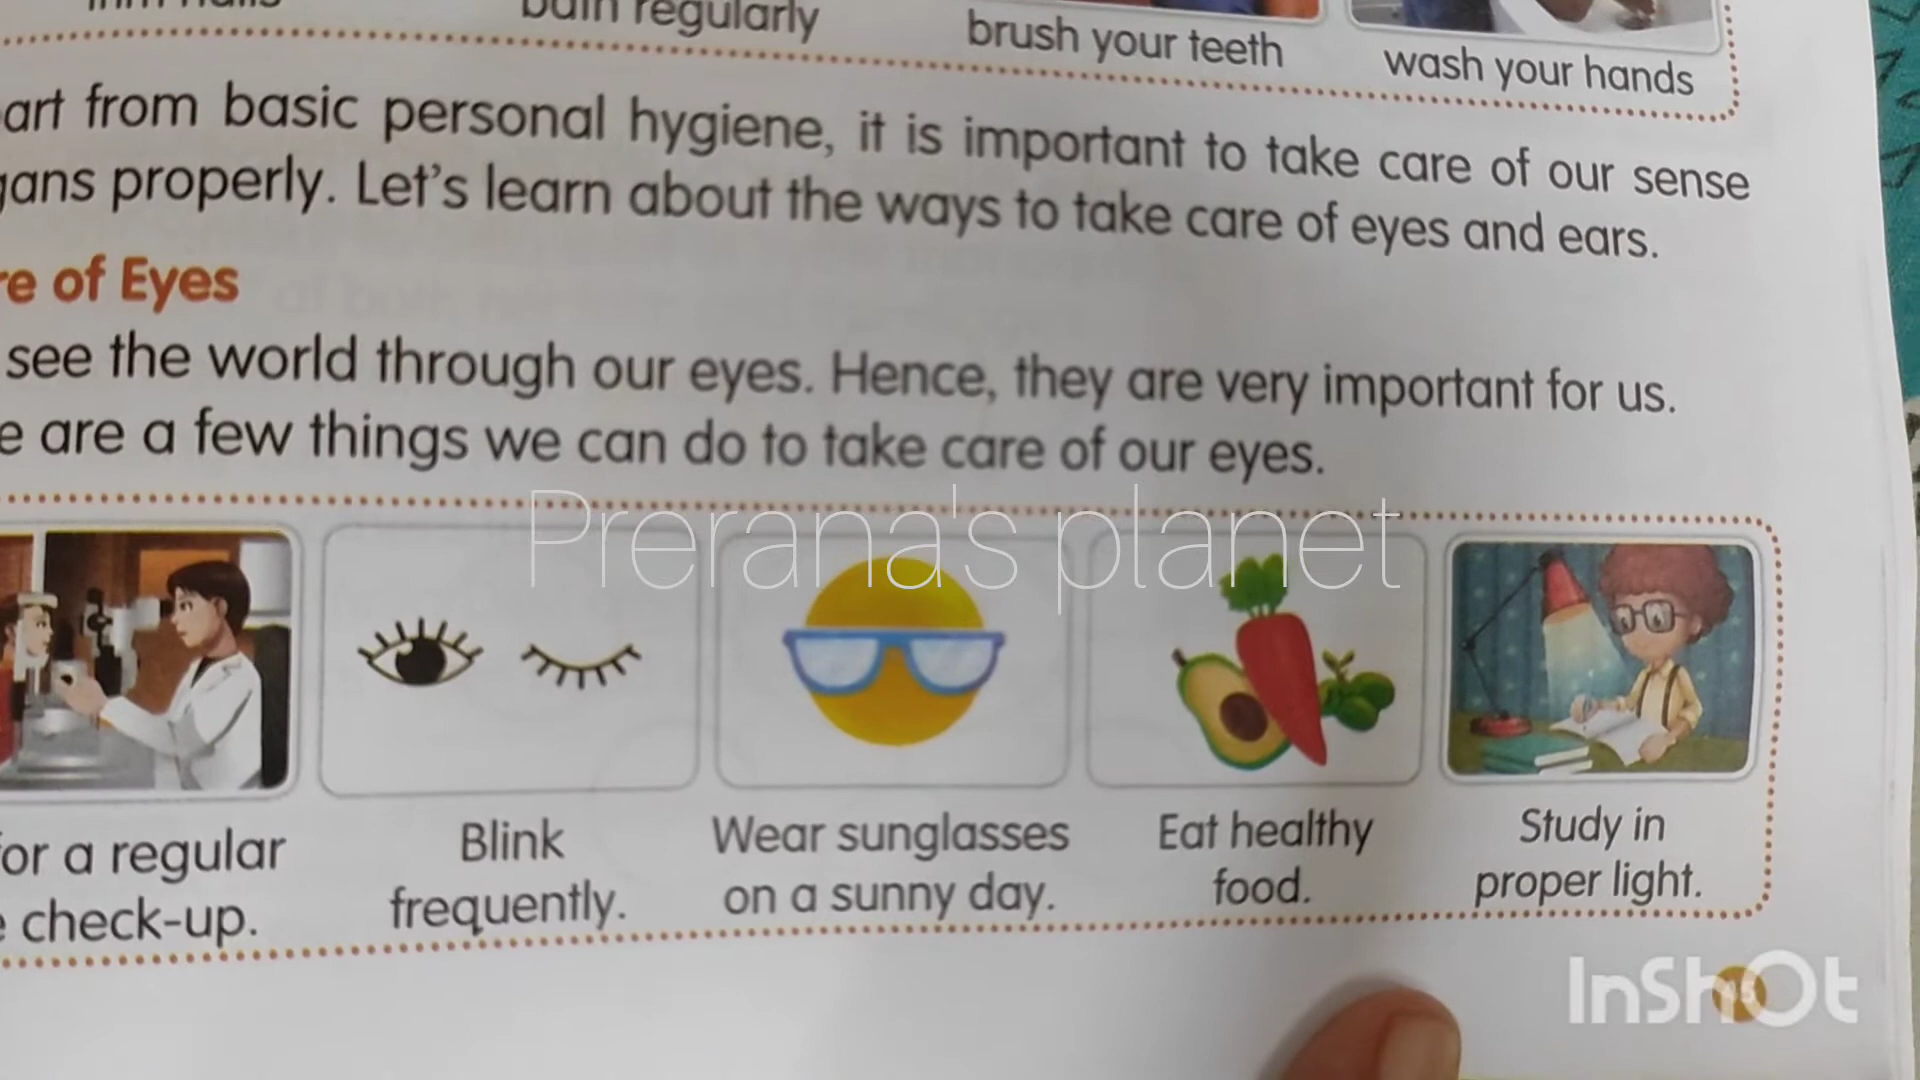 bath regularly
brush your teeth
wash your hands
art from basic personal hygiene, it is important to take care of our sense
gans properly. Let's learn about the ways to take care of eyes and ears.
re of Eyes
see the world through our eyes. Hence, they are very important for us.
e are a few things we can do to take care of our eyes.
Prerana's planet
for a regular
e check-up.
Blink
frequently.
Wear sunglasses
on a sunny day.
Eat healthy
food.
Study in
proper light.
InShOt